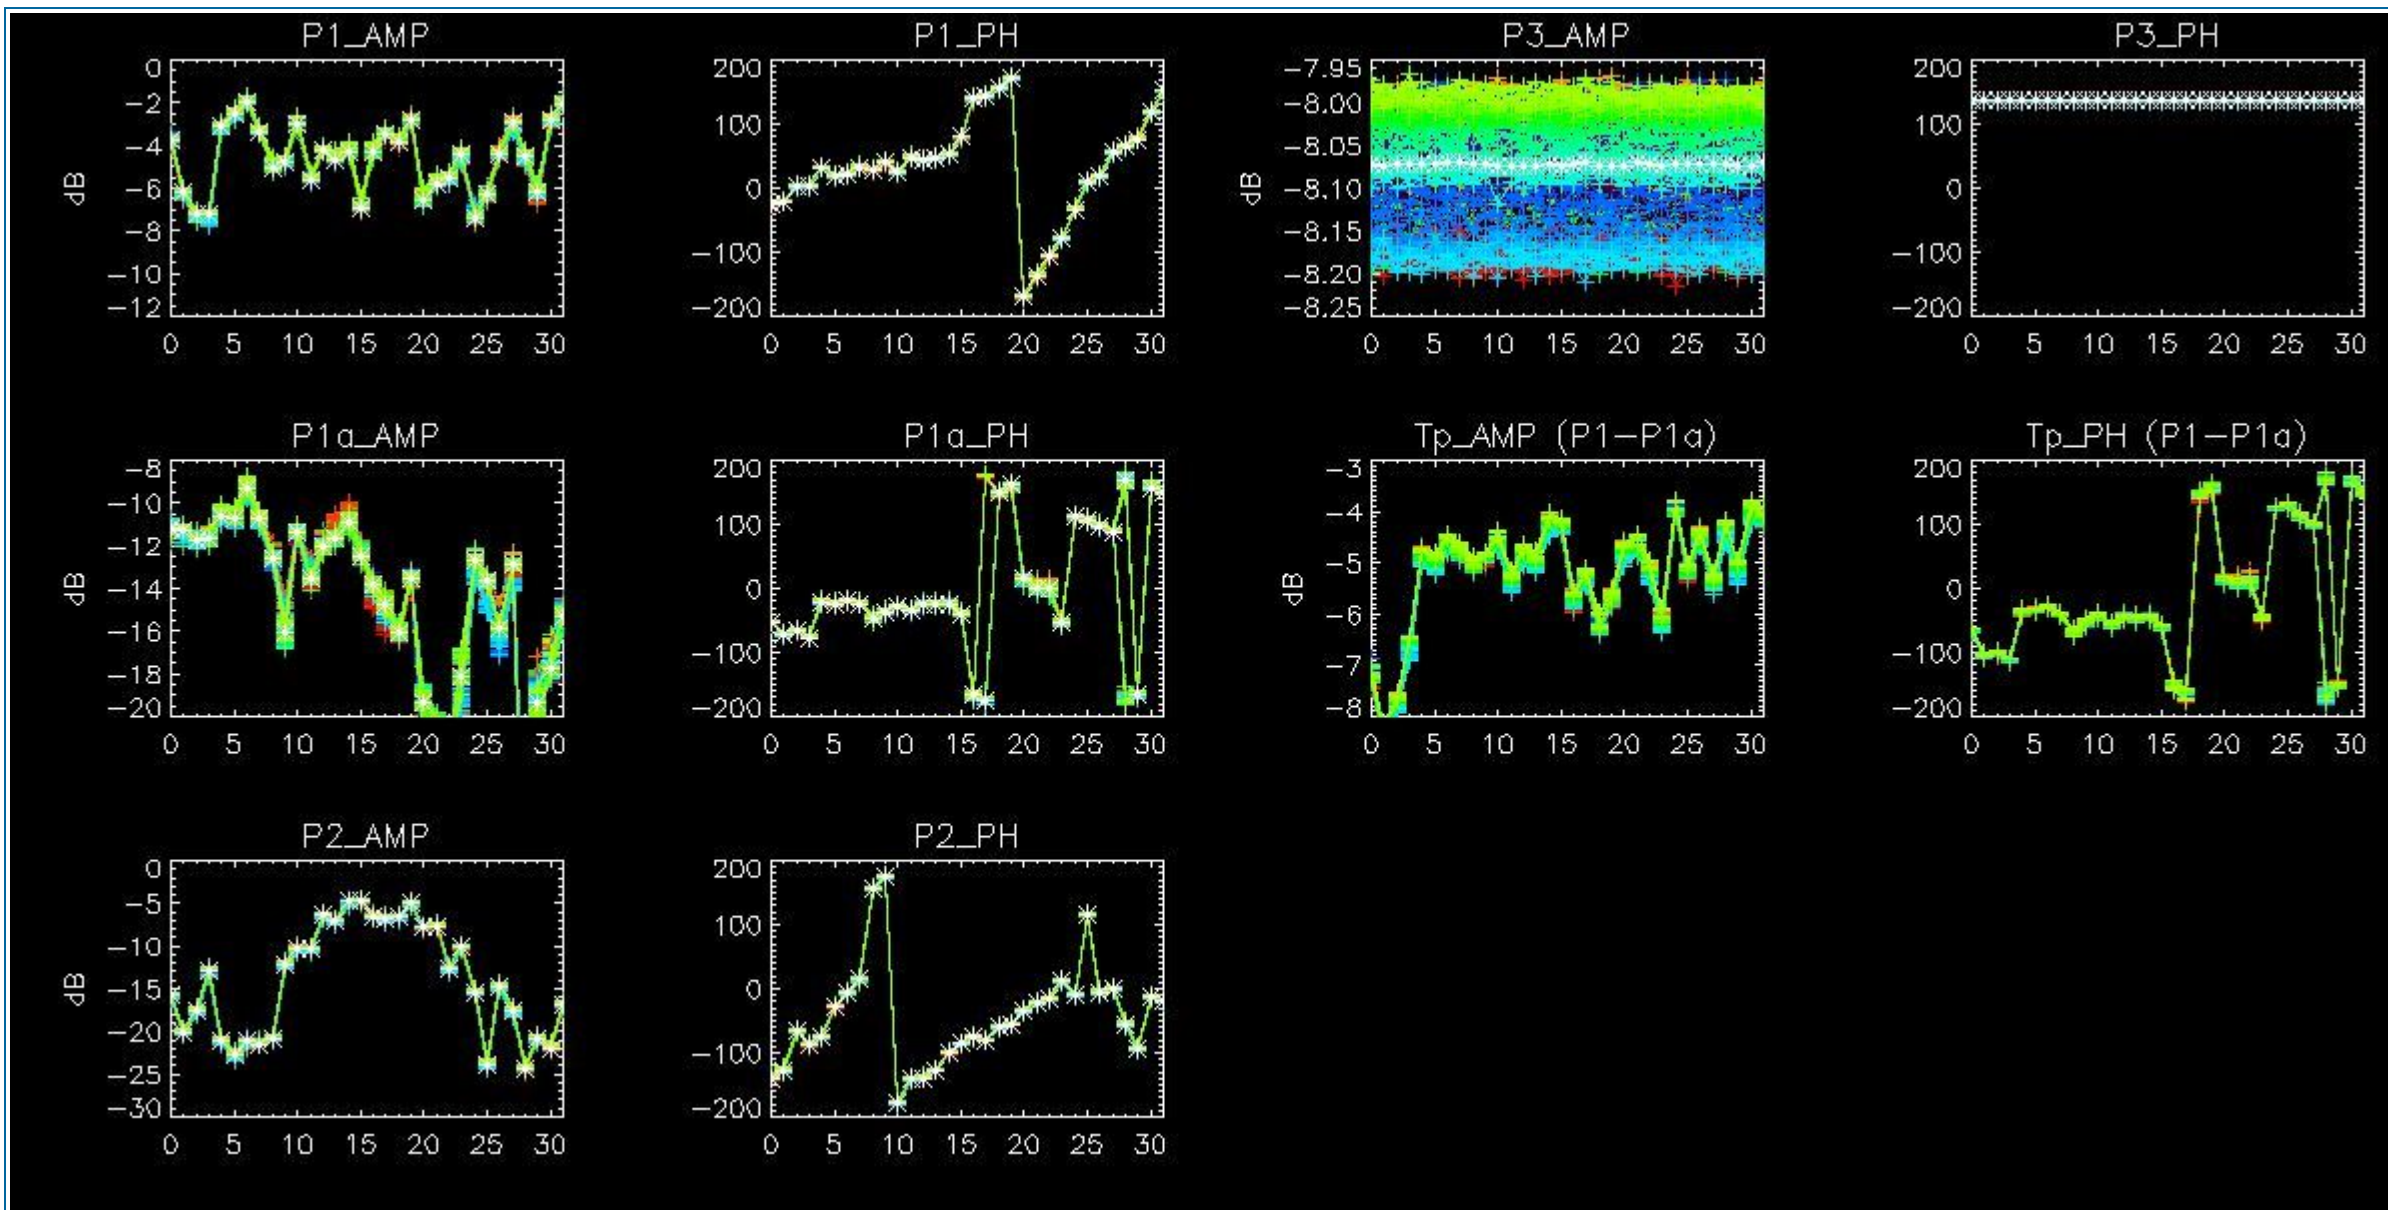 P1_AMP
0
−2
−4
−6
−8
−10
−12
dB
0 5 10 15 20 25 30
P1_PH
200
100
0
−100
−200
0 5 10 15 20 25 30
P3_AMP
−7.95
−8.00
−8.05
−8.10
−8.15
−8.20
−8.25
dB
0 5 10 15 20 25 30
P3_PH
200
100
0
−100
−200
0 5 10 15 20 25 30
P1a_AMP
−8
−10
−12
−14
−16
−18
−20
dB
0 5 10 15 20 25 30
P1a_PH
200
100
0
−100
−200
0 5 10 15 20 25 30
Tp_AMP (P1−P1a)
−3
−4
−5
−6
−7
−8
dB
0 5 10 15 20 25 30
Tp_PH (P1−P1a)
200
100
0
−100
−200
0 5 10 15 20 25 30
P2_AMP
0
−5
−10
−15
−20
−25
−30
dB
0 5 10 15 20 25 30
P2_PH
200
100
0
−100
−200
0 5 10 15 20 25 30